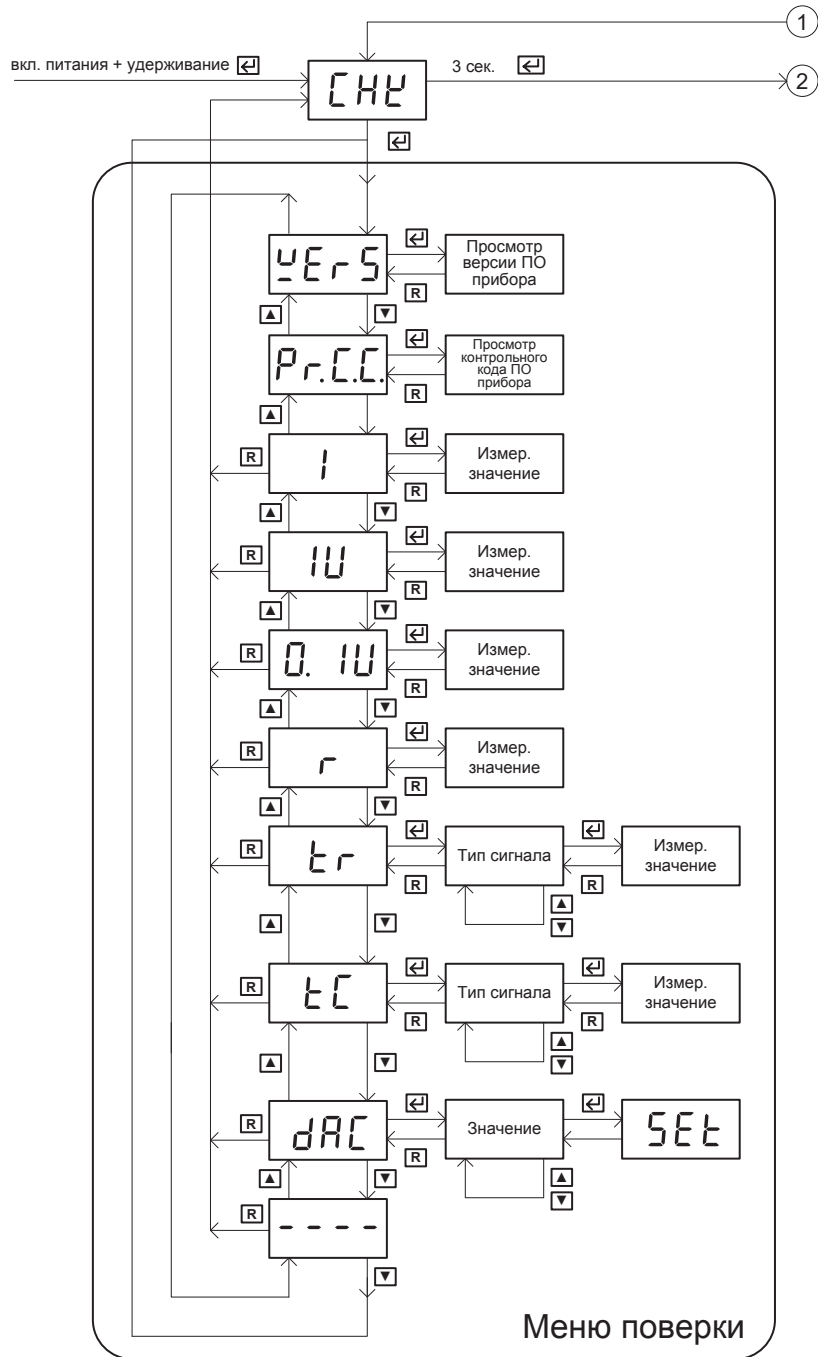 1
вкл. питания + удерживание
3 сек.
2
CHY
vErS
Просмотр
версии ПО
прибора
R
Pr.C.C.
Просмотр
контрольного
кода ПО
прибора
R
I
R
Измер.
значение
R
1U
R
Измер.
значение
R
0.1U
R
Измер.
значение
R
r
R
Измер.
значение
R
tr
R
Тип сигнала
R
Измер.
значение
R
tC
R
Тип сигнала
R
Измер.
значение
R
dAC
R
Значение
R
SEt
----
R
Меню поверки